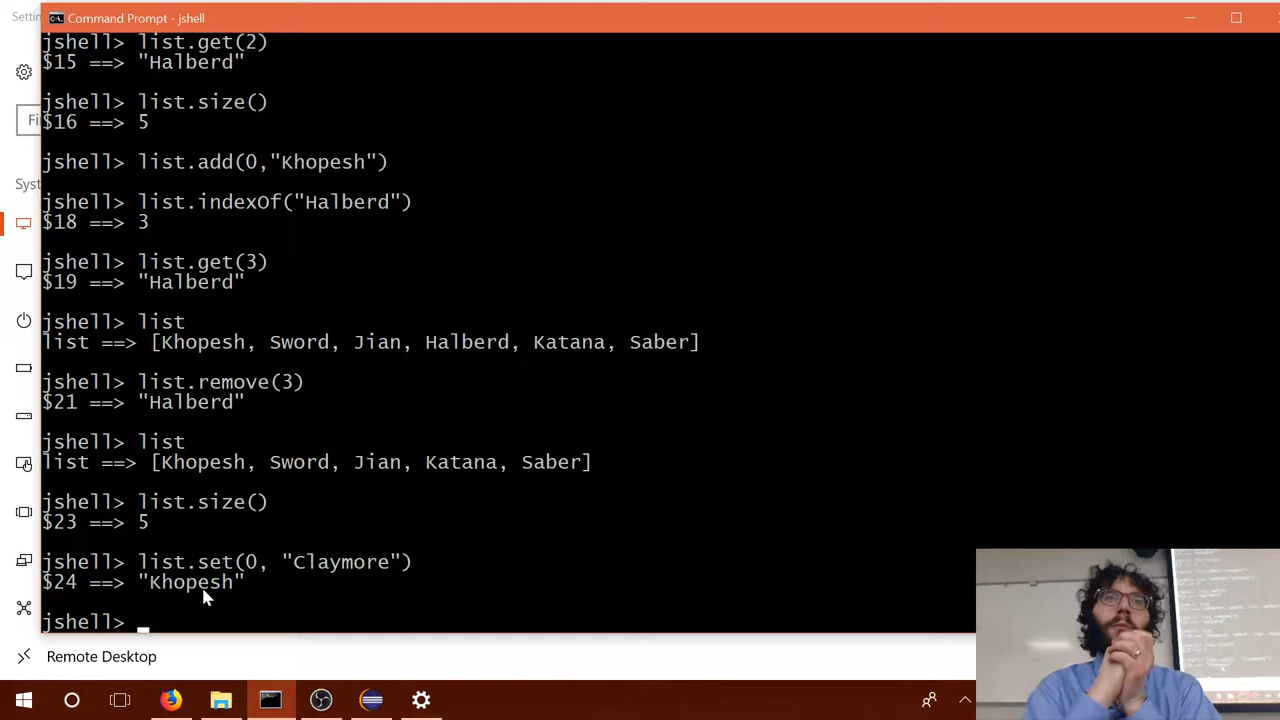 Settin
Command Prompt - jshell
jshell> list.get(2)
$15 ==> "Halberd"
jshell> list.size()
$16 ==> 5
Fi
jshell> list.add(0,"Khopesh")
Syst
jshell> list.indexOf("Halberd")
$18 ==> 3
jshell> list.get(3)
$19 ==> "Halberd"
jshell> list
list ==> [Khopesh, Sword, Jian, Halberd, Katana, Saber]
jshell> list.remove(3)
$21 ==> "Halberd"
jshell> list
list ==> [Khopesh, Sword, Jian, Katana, Saber]
jshell> list.size()
$23 ==> 5
jshell> list.set(0, "Claymore")
$24 ==> "Khopesh"
jshell>
Remote Desktop